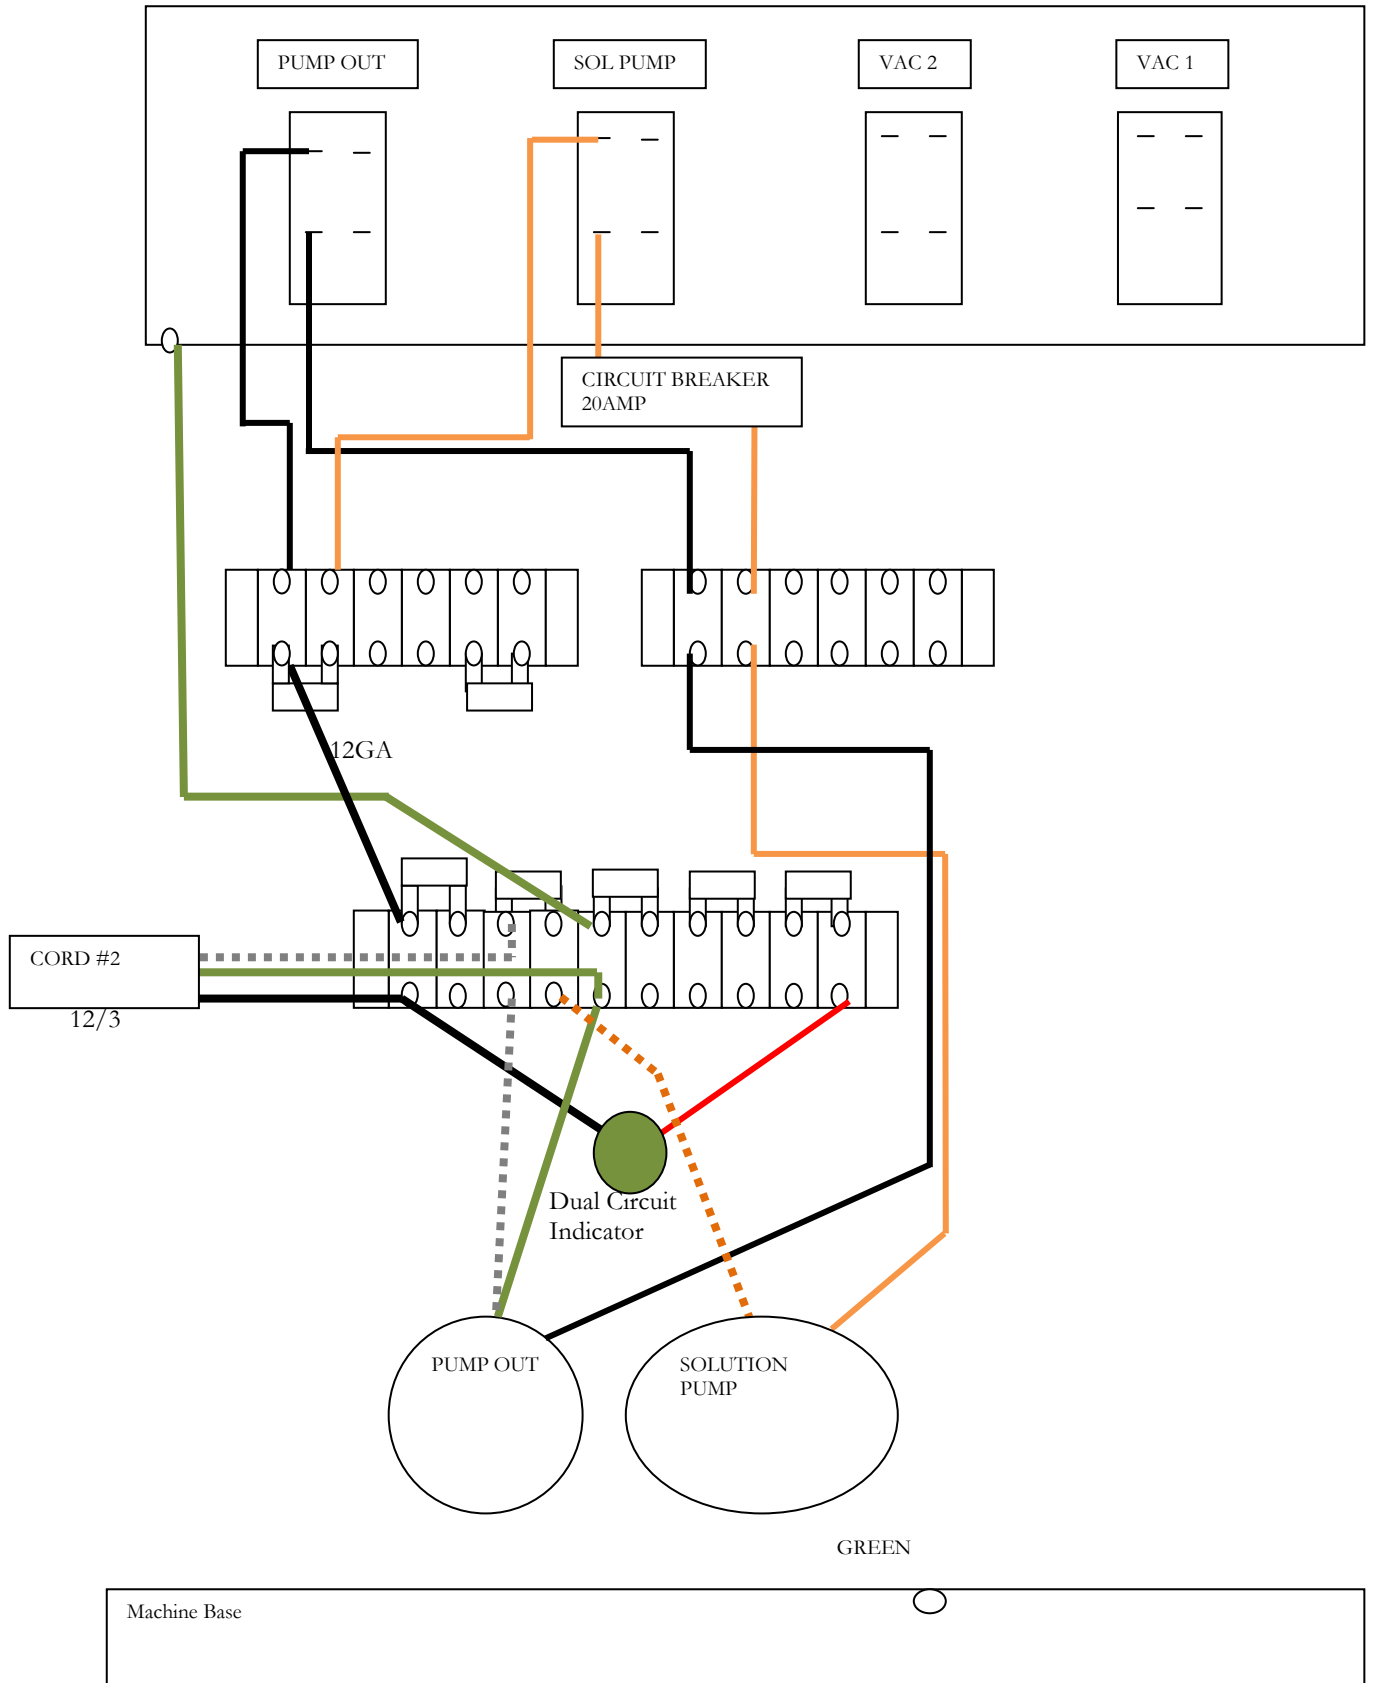 PUMP OUT
SOL PUMP
VAC 2
VAC 1
CIRCUIT BREAKER
20AMP
12GA
CORD #2
12/3
Dual Circuit
Indicator
PUMP OUT
SOLUTION
PUMP
GREEN
Machine Base